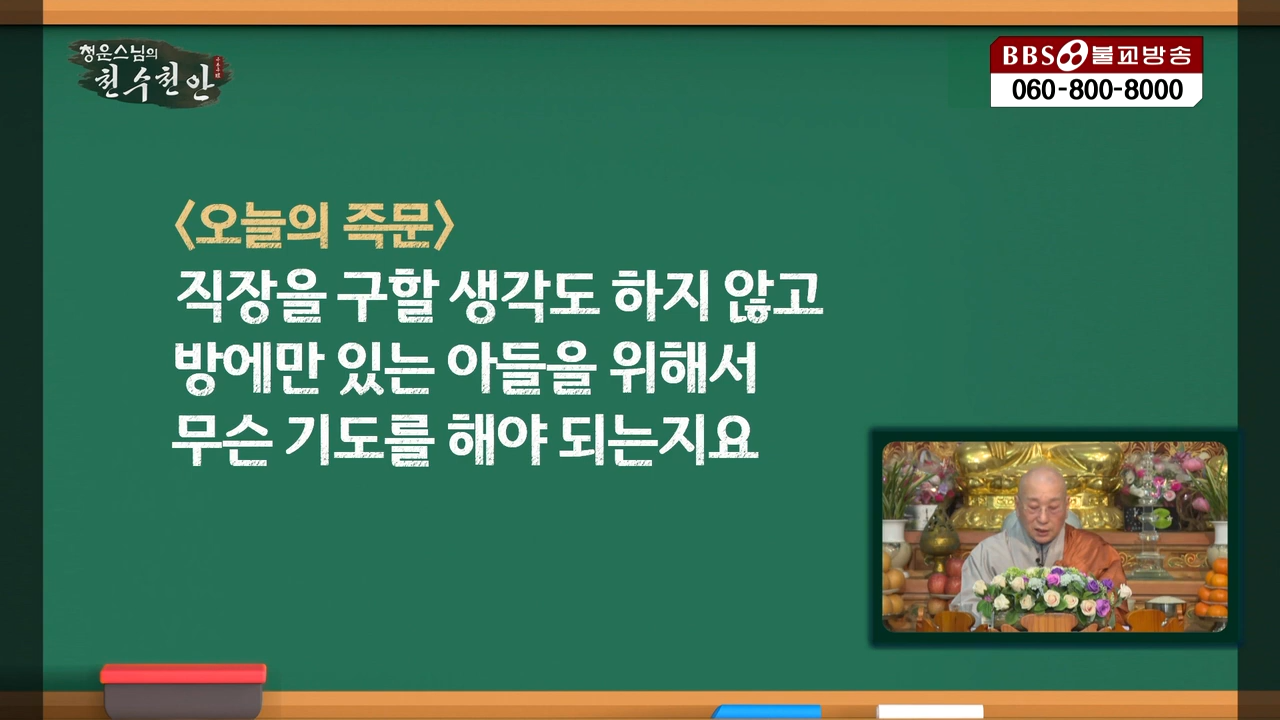 청운스님의
천수천안
BBS 불교방송
060-800-8000
<오늘의 즉문>
직장을 구할 생각도 하지 않고
방에만 있는 아들을 위해서
무슨 기도를 해야 되는지요